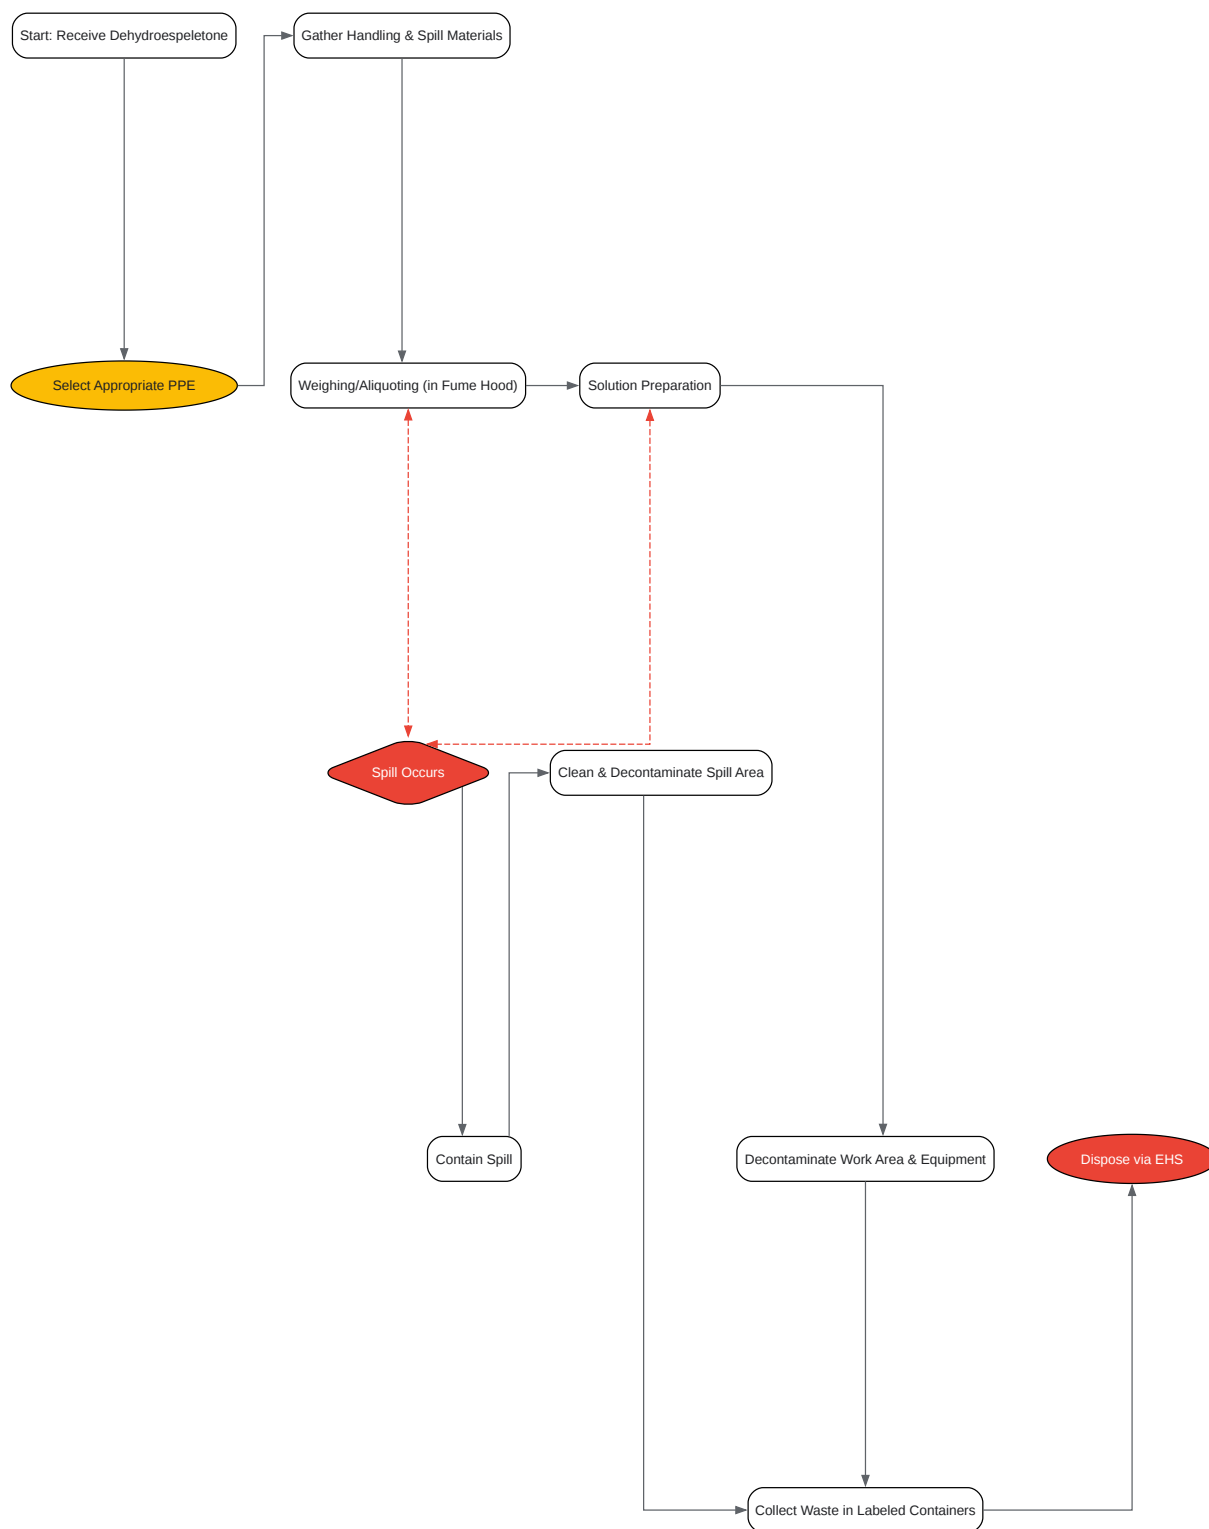 Start: Receive Dehydroespeletone
Gather Handling & Spill Materials
Select Appropriate PPE
Weighing/Aliquoting (in Fume Hood)
Solution Preparation
Spill Occurs
Clean & Decontaminate Spill Area
Contain Spill
Decontaminate Work Area & Equipment
Dispose via EHS
Collect Waste in Labeled Containers